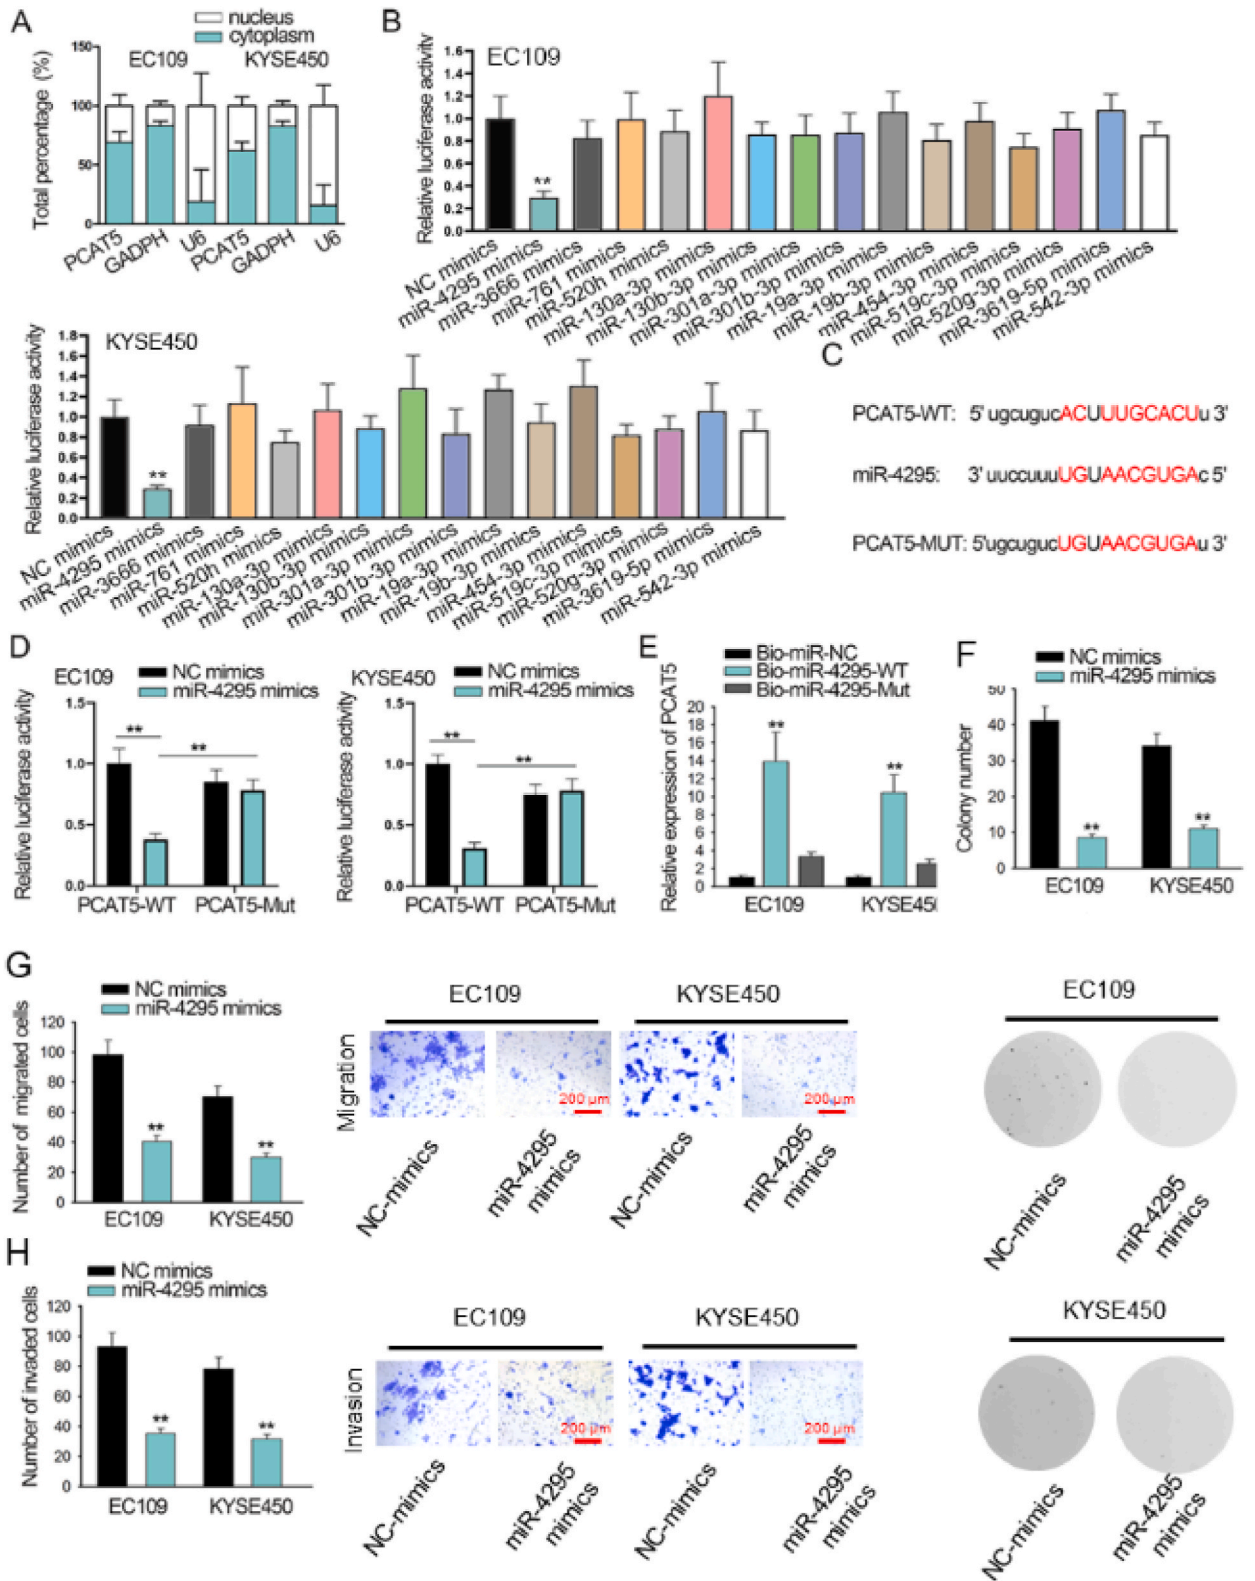 A
nucleus
cytoplasm
EC109 KYSE450
Total percentage (%)
150
100
50
0
PCAT5
GADPH
U6
PCAT5
GADPH
U6
B
EC109
Relative luciferase activity
1.6
1.4
1.2
1.0
0.8
0.6
0.4
0.2
0.0
**
NC mimics
miR-4295 mimics
miR-3666 mimics
miR-761 mimics
miR-520h mimics
miR-130a-3p mimics
miR-130b-3p mimics
miR-301a-3p mimics
miR-301b-3p mimics
miR-19a-3p mimics
miR-19b-3p mimics
miR-454-3p mimics
miR-519c-3p mimics
miR-520g-3p mimics
miR-3619-5p mimics
miR-542-3p mimics
KYSE450
Relative luciferase activity
1.8
1.6
1.4
1.2
1.0
0.8
0.6
0.4
0.2
0.0
**
NC mimics
miR-4295 mimics
miR-3666 mimics
miR-761 mimics
miR-520h mimics
miR-130a-3p mimics
miR-130b-3p mimics
miR-301a-3p mimics
miR-301b-3p mimics
miR-19a-3p mimics
miR-19b-3p mimics
miR-454-3p mimics
miR-519c-3p mimics
miR-520g-3p mimics
miR-3619-5p mimics
miR-542-3p mimics
C
PCAT5-WT: 5' ugcugucACUUUGCACUu 3'
miR-4295: 3' uuccuuuUGUAACGUGAc 5'
PCAT5-MUT: 5'ugcugucUGUAACGUGAu 3'
D
EC109
NC mimics
miR-4295 mimics
Relative luciferase activity
1.5
1.0
0.5
0.0
**
**
PCAT5-WT PCAT5-Mut
KYSE450
NC mimics
miR-4295 mimics
Relative luciferase activity
1.5
1.0
0.5
0.0
**
**
PCAT5-WT PCAT5-Mut
E
Bio-miR-NC
Bio-miR-4295-WT
Bio-miR-4295-Mut
Relative expression of PCAT5
20
18
16
14
12
10
8
6
4
2
0
**
**
EC109 KYSE45(
F
NC mimics
miR-4295 mimics
Colony number
50
40
30
20
10
0
**
**
EC109 KYSE450
G
NC mimics
miR-4295 mimics
Number of migrated cells
120
100
80
60
40
20
0
**
**
EC109 KYSE450
EC109 KYSE450
Migration
200 μm
200 μm
NC-mimics
miR-4295
mimics
NC-mimics
miR-4295
mimics
EC109
NC-mimics
miR-4295
mimics
H
NC mimics
miR-4295 mimics
Number of invaded cells
120
100
80
60
40
20
0
**
**
EC109 KYSE450
EC109 KYSE450
Invasion
200 μm
200 μm
NC-mimics
miR-4295
mimics
NC-mimics
miR-4295
mimics
KYSE450
NC-mimics
miR-4295
mimics